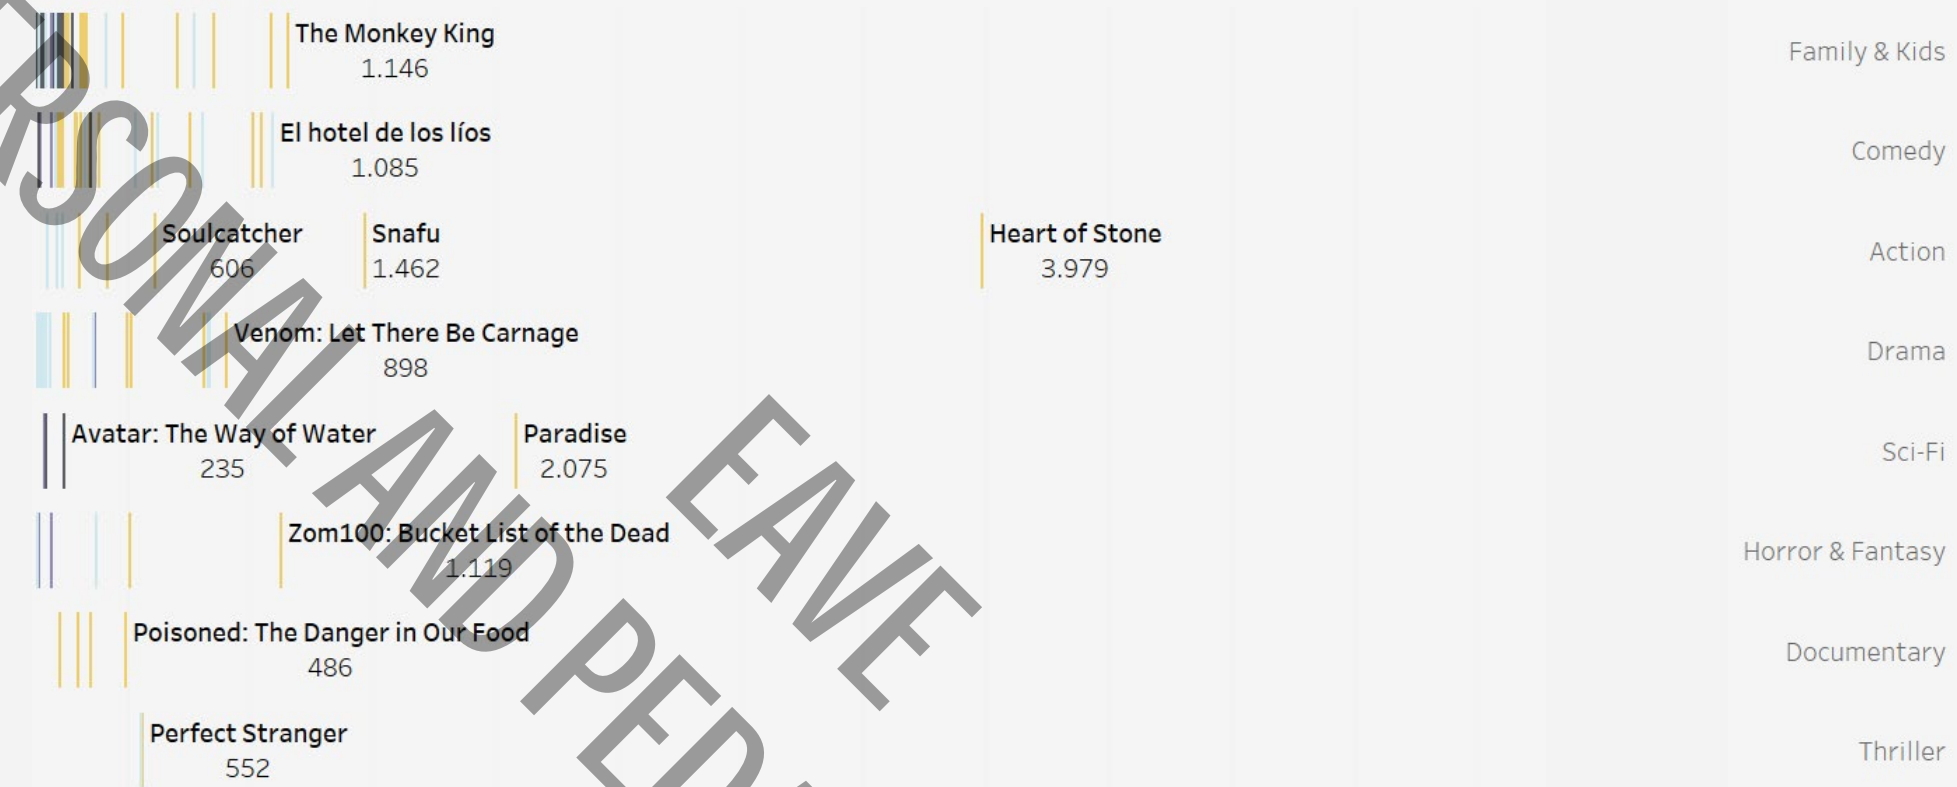 The Monkey King
1.146
Family & Kids
El hotel de los líos
1.085
Comedy
Soulcatcher
606
Snafu
1.462
Heart of Stone
3.979
Action
Venom: Let There Be Carnage
898
Drama
Avatar: The Way of Water
235
Paradise
2.075
Sci-Fi
Zom100: Bucket List of the Dead
1.119
Horror & Fantasy
Poisoned: The Danger in Our Food
486
Documentary
Perfect Stranger
552
Thriller
EAVE
AND